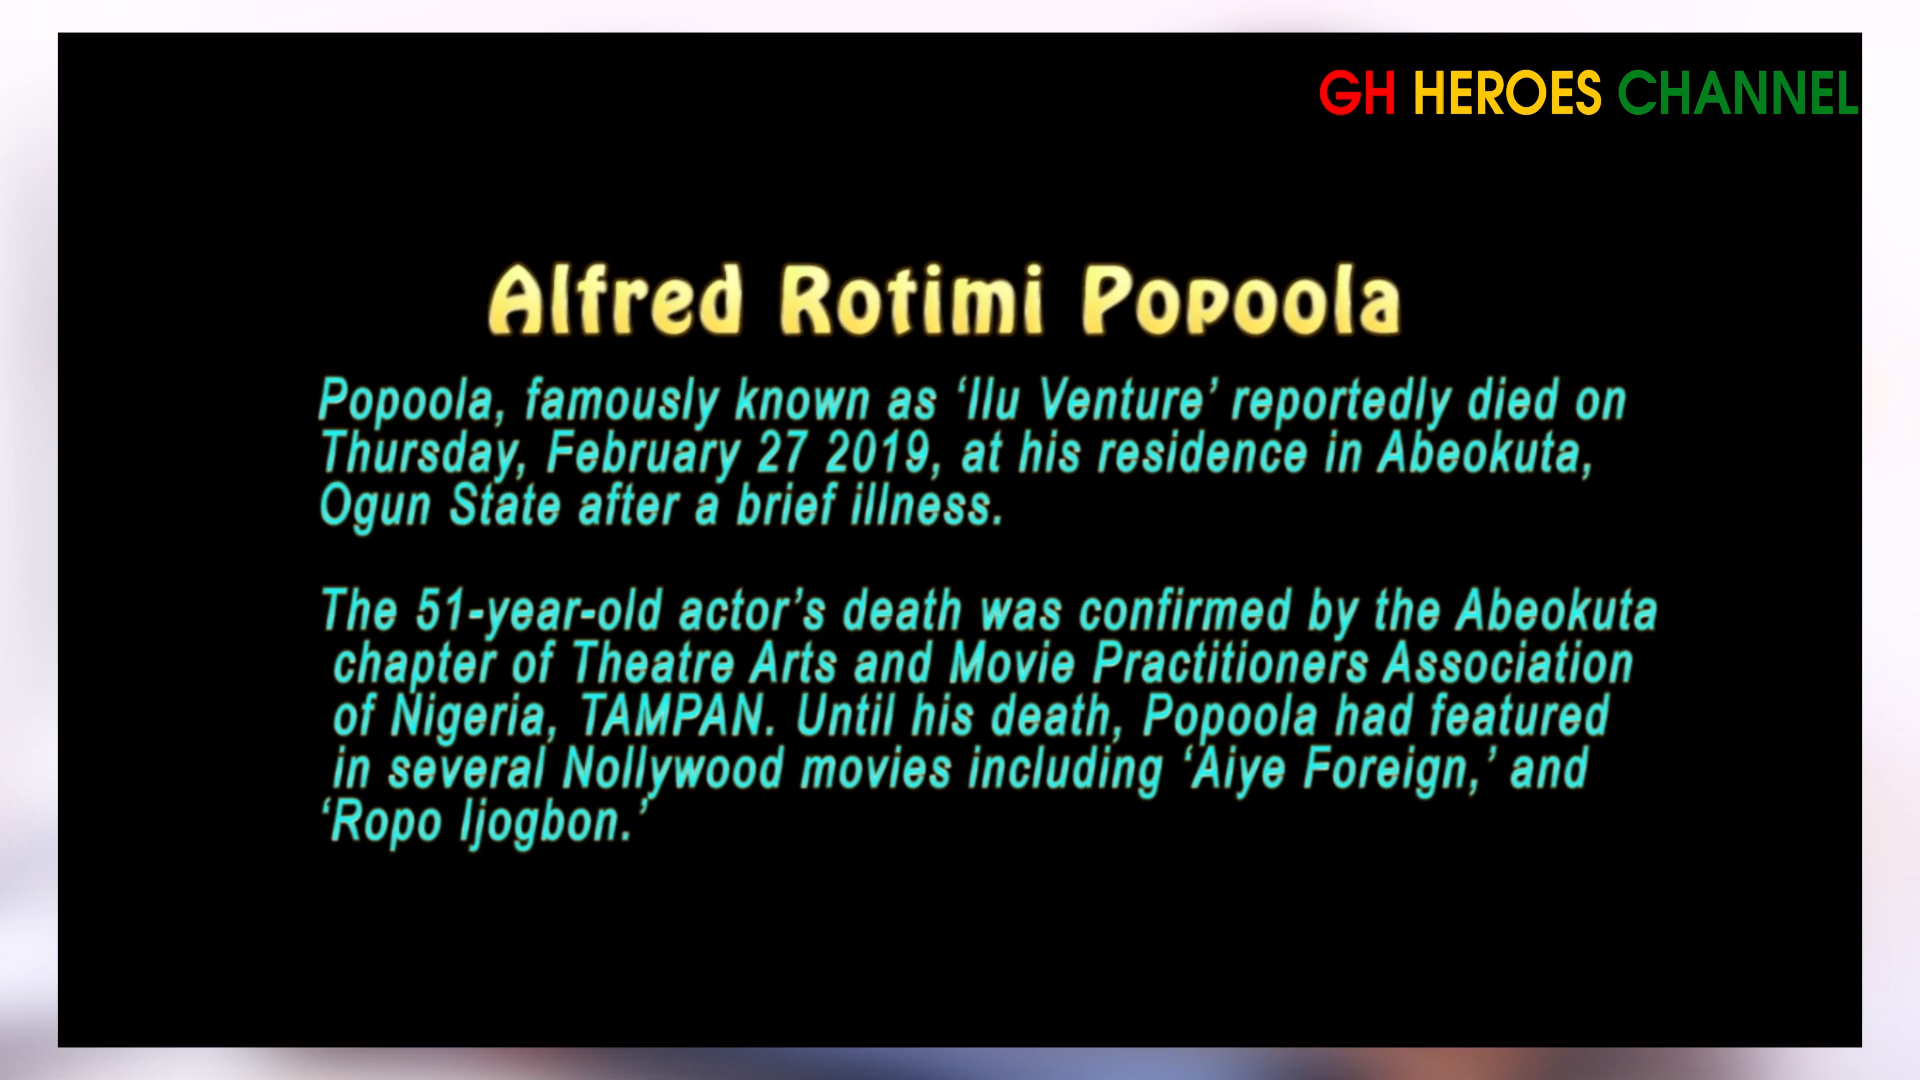 GH HEROES CHANNEL
Alfred Rotimi Popoola
Popoola, famously known as ‘Ilu Venture’ reportedly died on
Thursday, February 27 2019, at his residence in Abeokuta,
Ogun State after a brief illness.
The 51-year-old actor’s death was confirmed by the Abeokuta
chapter of Theatre Arts and Movie Practitioners Association
of Nigeria, TAMPAN. Until his death, Popoola had featured
in several Nollywood movies including ‘Aiye Foreign,’ and
‘Ropo Ijogbon.’